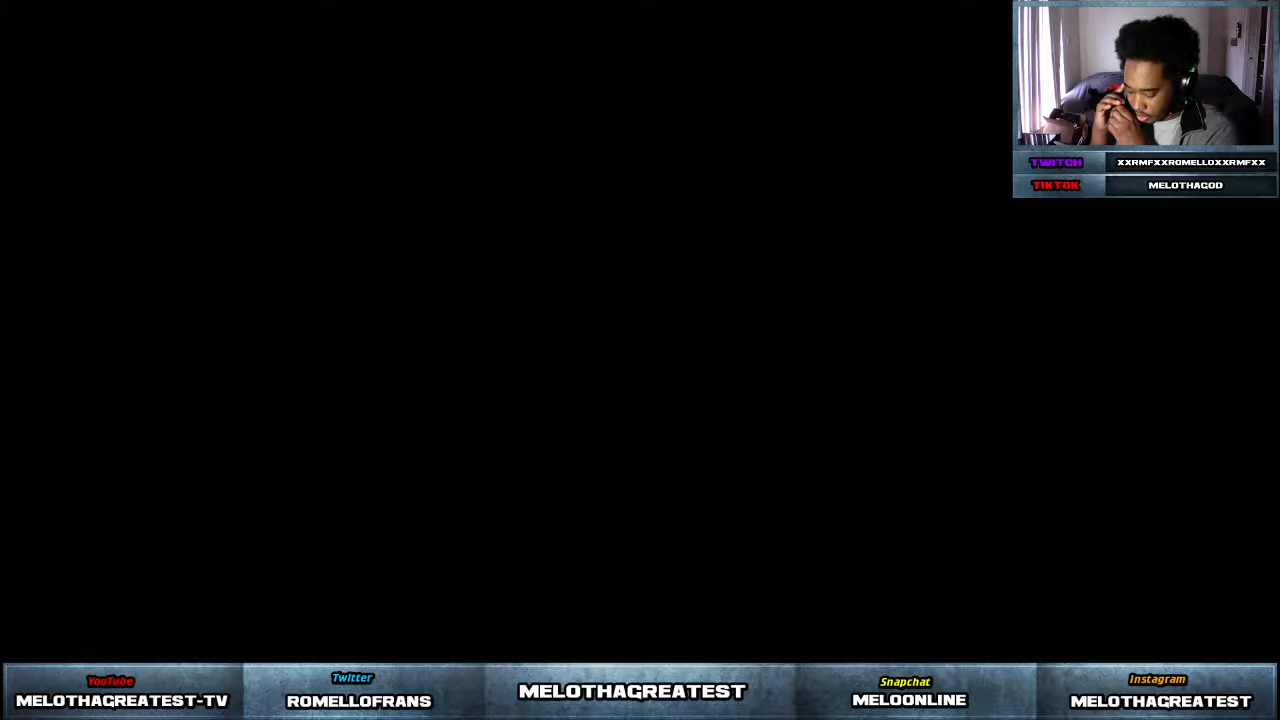 TWITCH
XXRMFXXROMELLOXXRMFXX
TIKTOK
MELOTHAGOD
YouTube
MELOTHAGREATEST-TV
Twitter
ROMELLOFRANS
MELOTHAGREATEST
Snapchat
MELOONLINE
Instagram
MELOTHAGREATEST